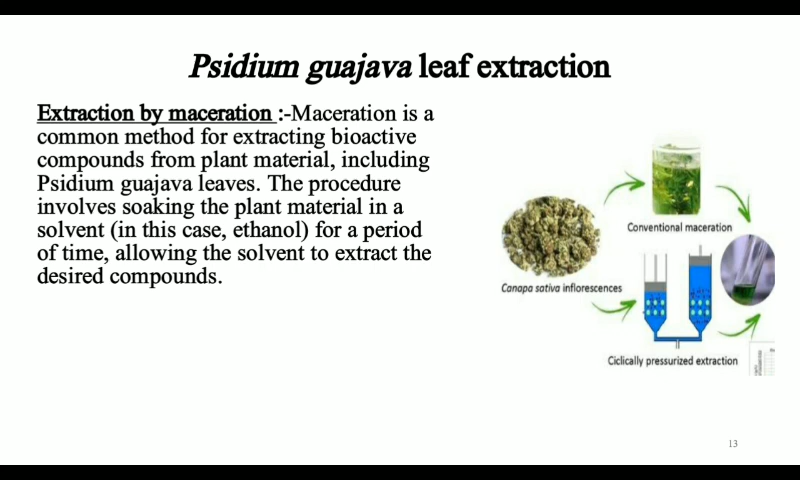 Psidium guajava leaf extraction
Extraction by maceration :-Maceration is a
common method for extracting bioactive
compounds from plant material, including
Psidium guajava leaves. The procedure
involves soaking the plant material in a
solvent (in this case, ethanol) for a period
of time, allowing the solvent to extract the
desired compounds.
Conventional maceration
Canapa sativa inflorescences
Ciclically pressurized extraction
13